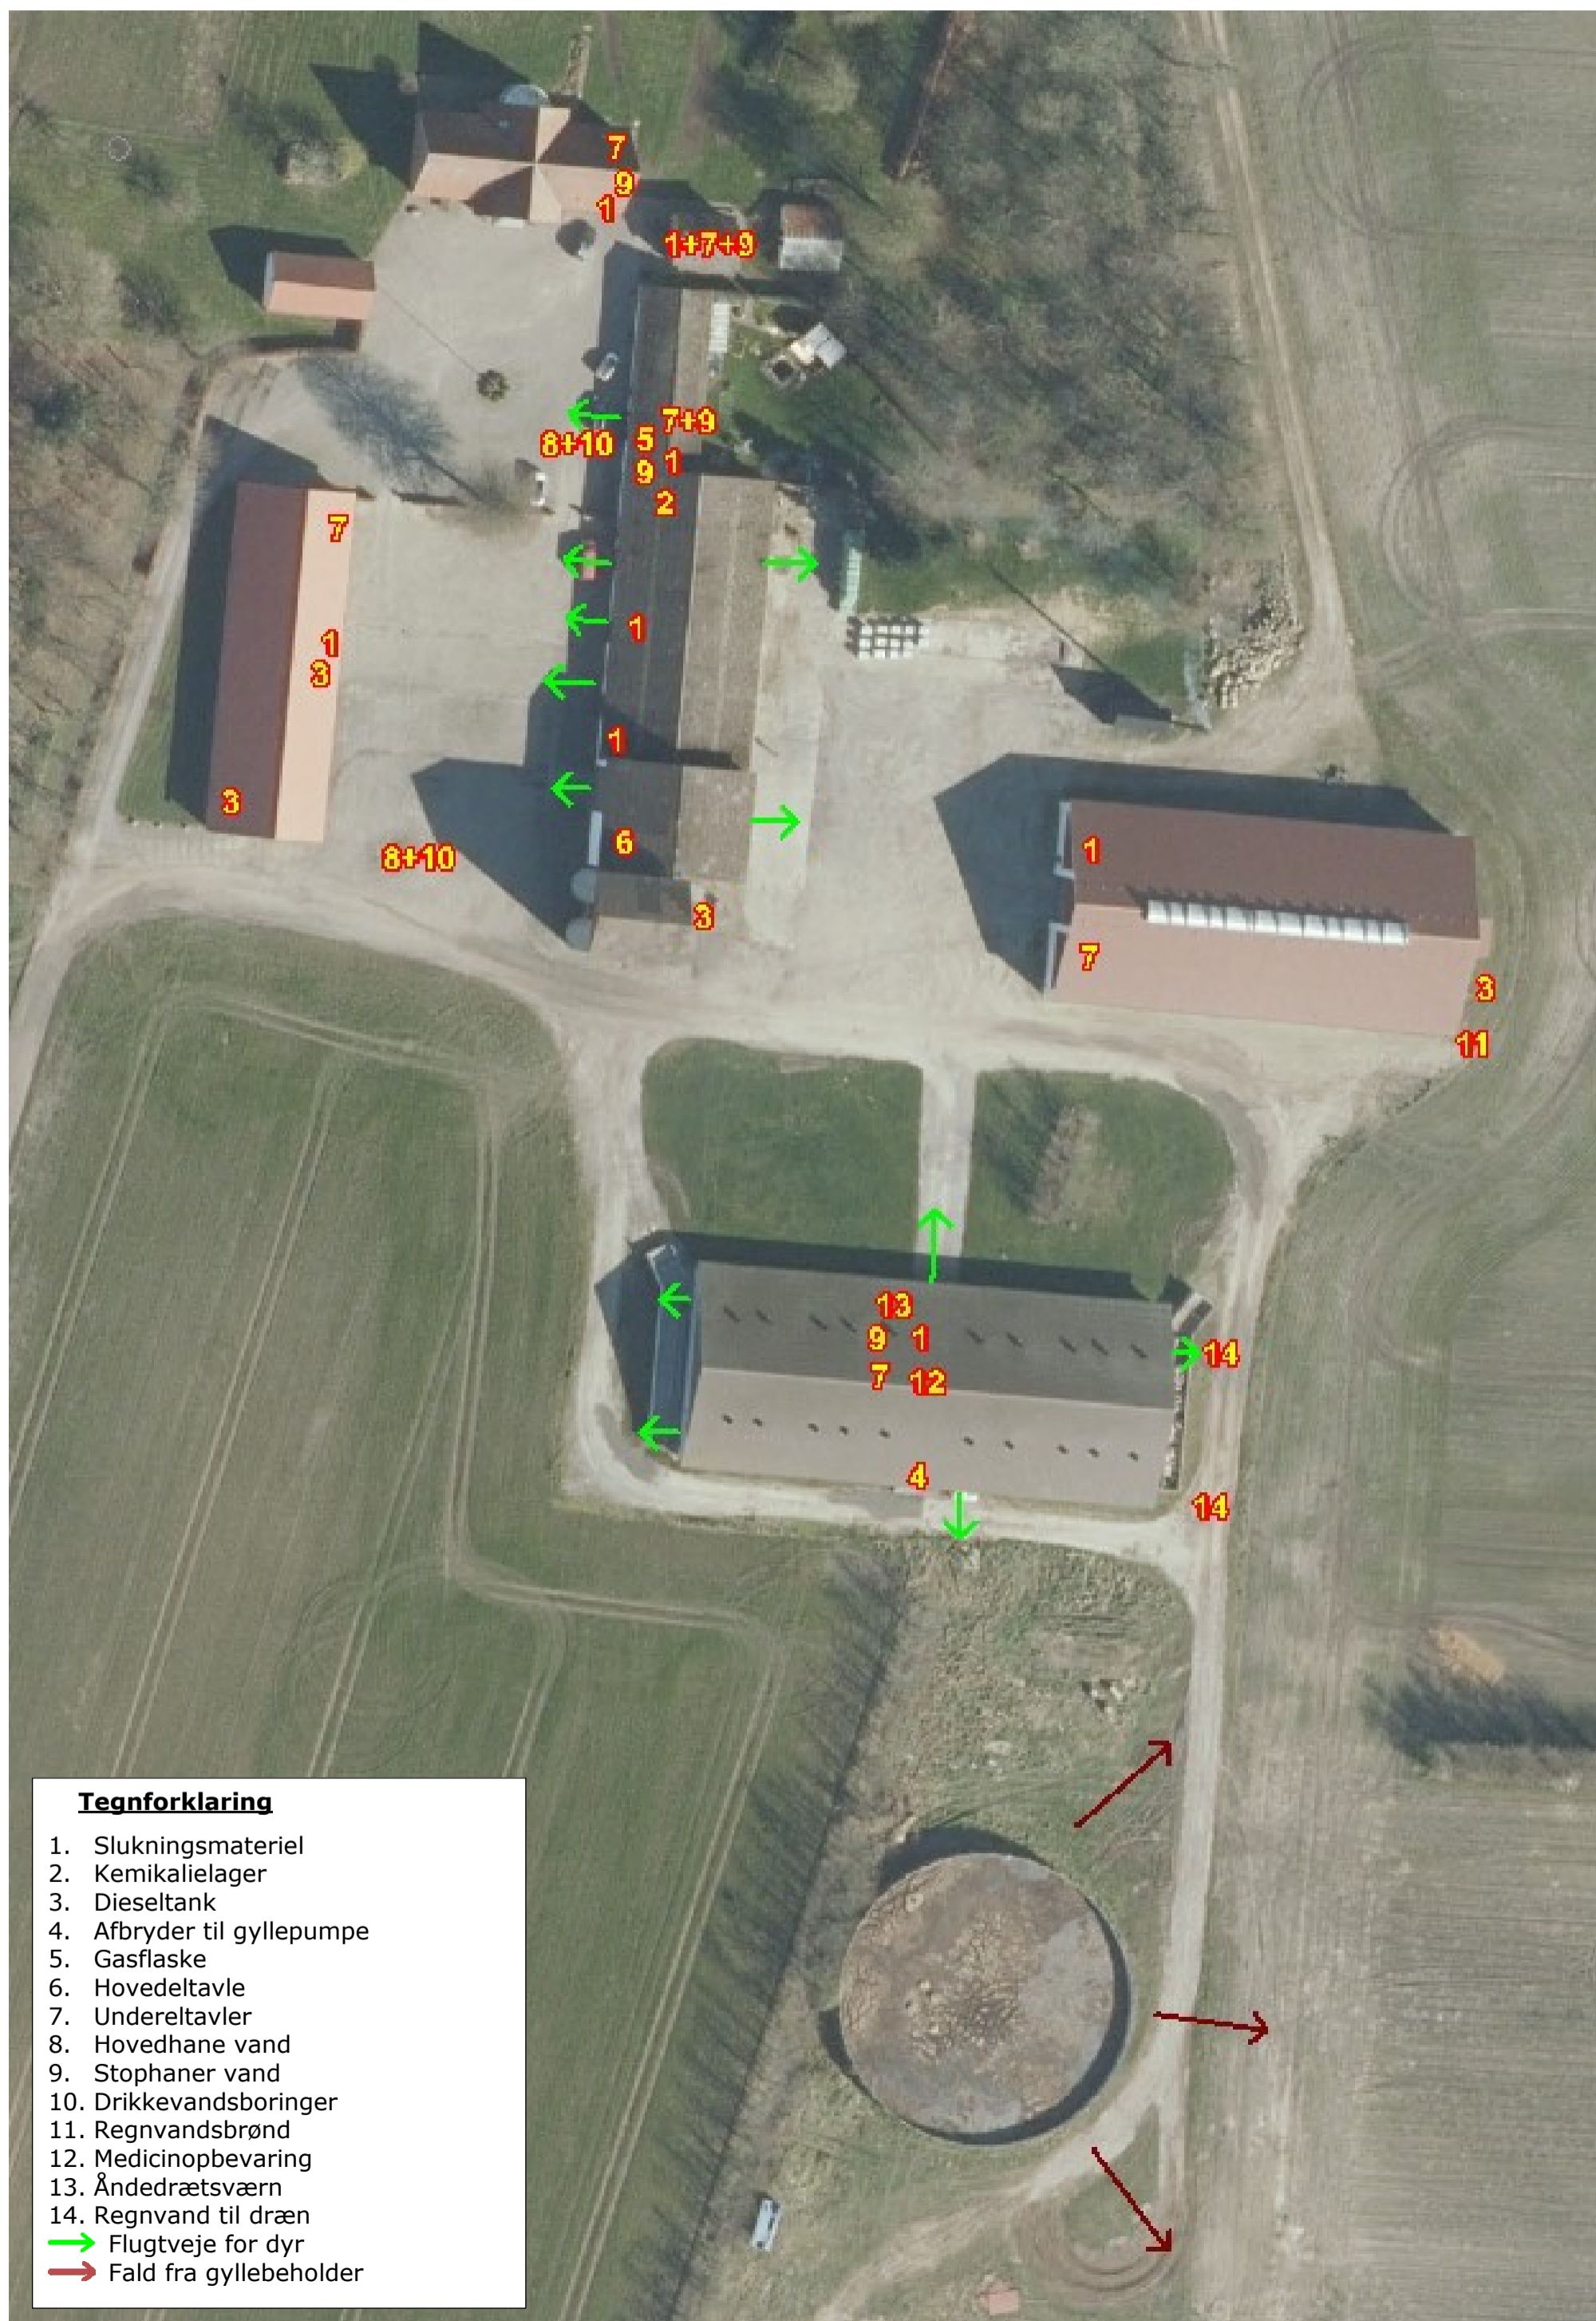 7
9
1
1+7+9
7+9
8+10
5
1
9
2
7
1
1
3
1
3
6
1
8+10
3
7
3
11
13
9
1
14
7
12
4
14
Tegnforklaring
1. Slukningsmateriel
2. Kemikalielager
3. Dieseltank
4. Afbryder til gyllepumpe
5. Gasflaske
6. Hovedeltavle
7. Undereltavler
8. Hovedhane vand
9. Stophaner vand
10. Drikkevandsboringer
11. Regnvandsbrønd
12. Medicinopbevaring
13. Åndedrætsværn
14. Regnvand til dræn
Flugtveje for dyr
Fald fra gyllebeholder